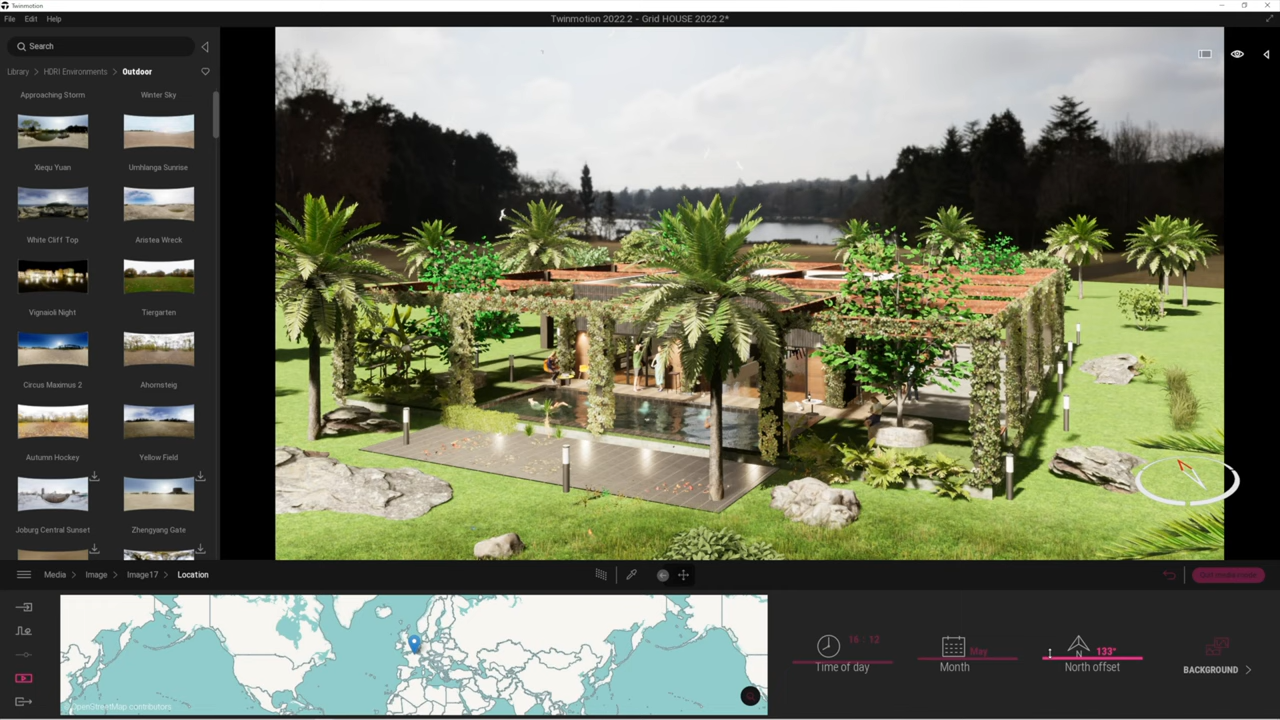 Twinmotion
File Edit Help
Twinmotion 2022.2 - Grid HOUSE 2022.2*
Search
Library > HDRI Environments > Outdoor
Approaching Storm
Winter Sky
Xiequ Yuan
Umhlanga Sunrise
White Cliff Top
Aristea Wreck
Vignaioli Night
Tiergarten
Circus Maximus 2
Ahornsteig
Autumn Hockey
Yellow Field
Joburg Central Sunset
Zhengyang Gate
Media > Image > Image17 > Location
Quit media mode
© OpenStreetMap contributors
16 : 12
Time of day
May
Month
N
133°
North offset
BACKGROUND >